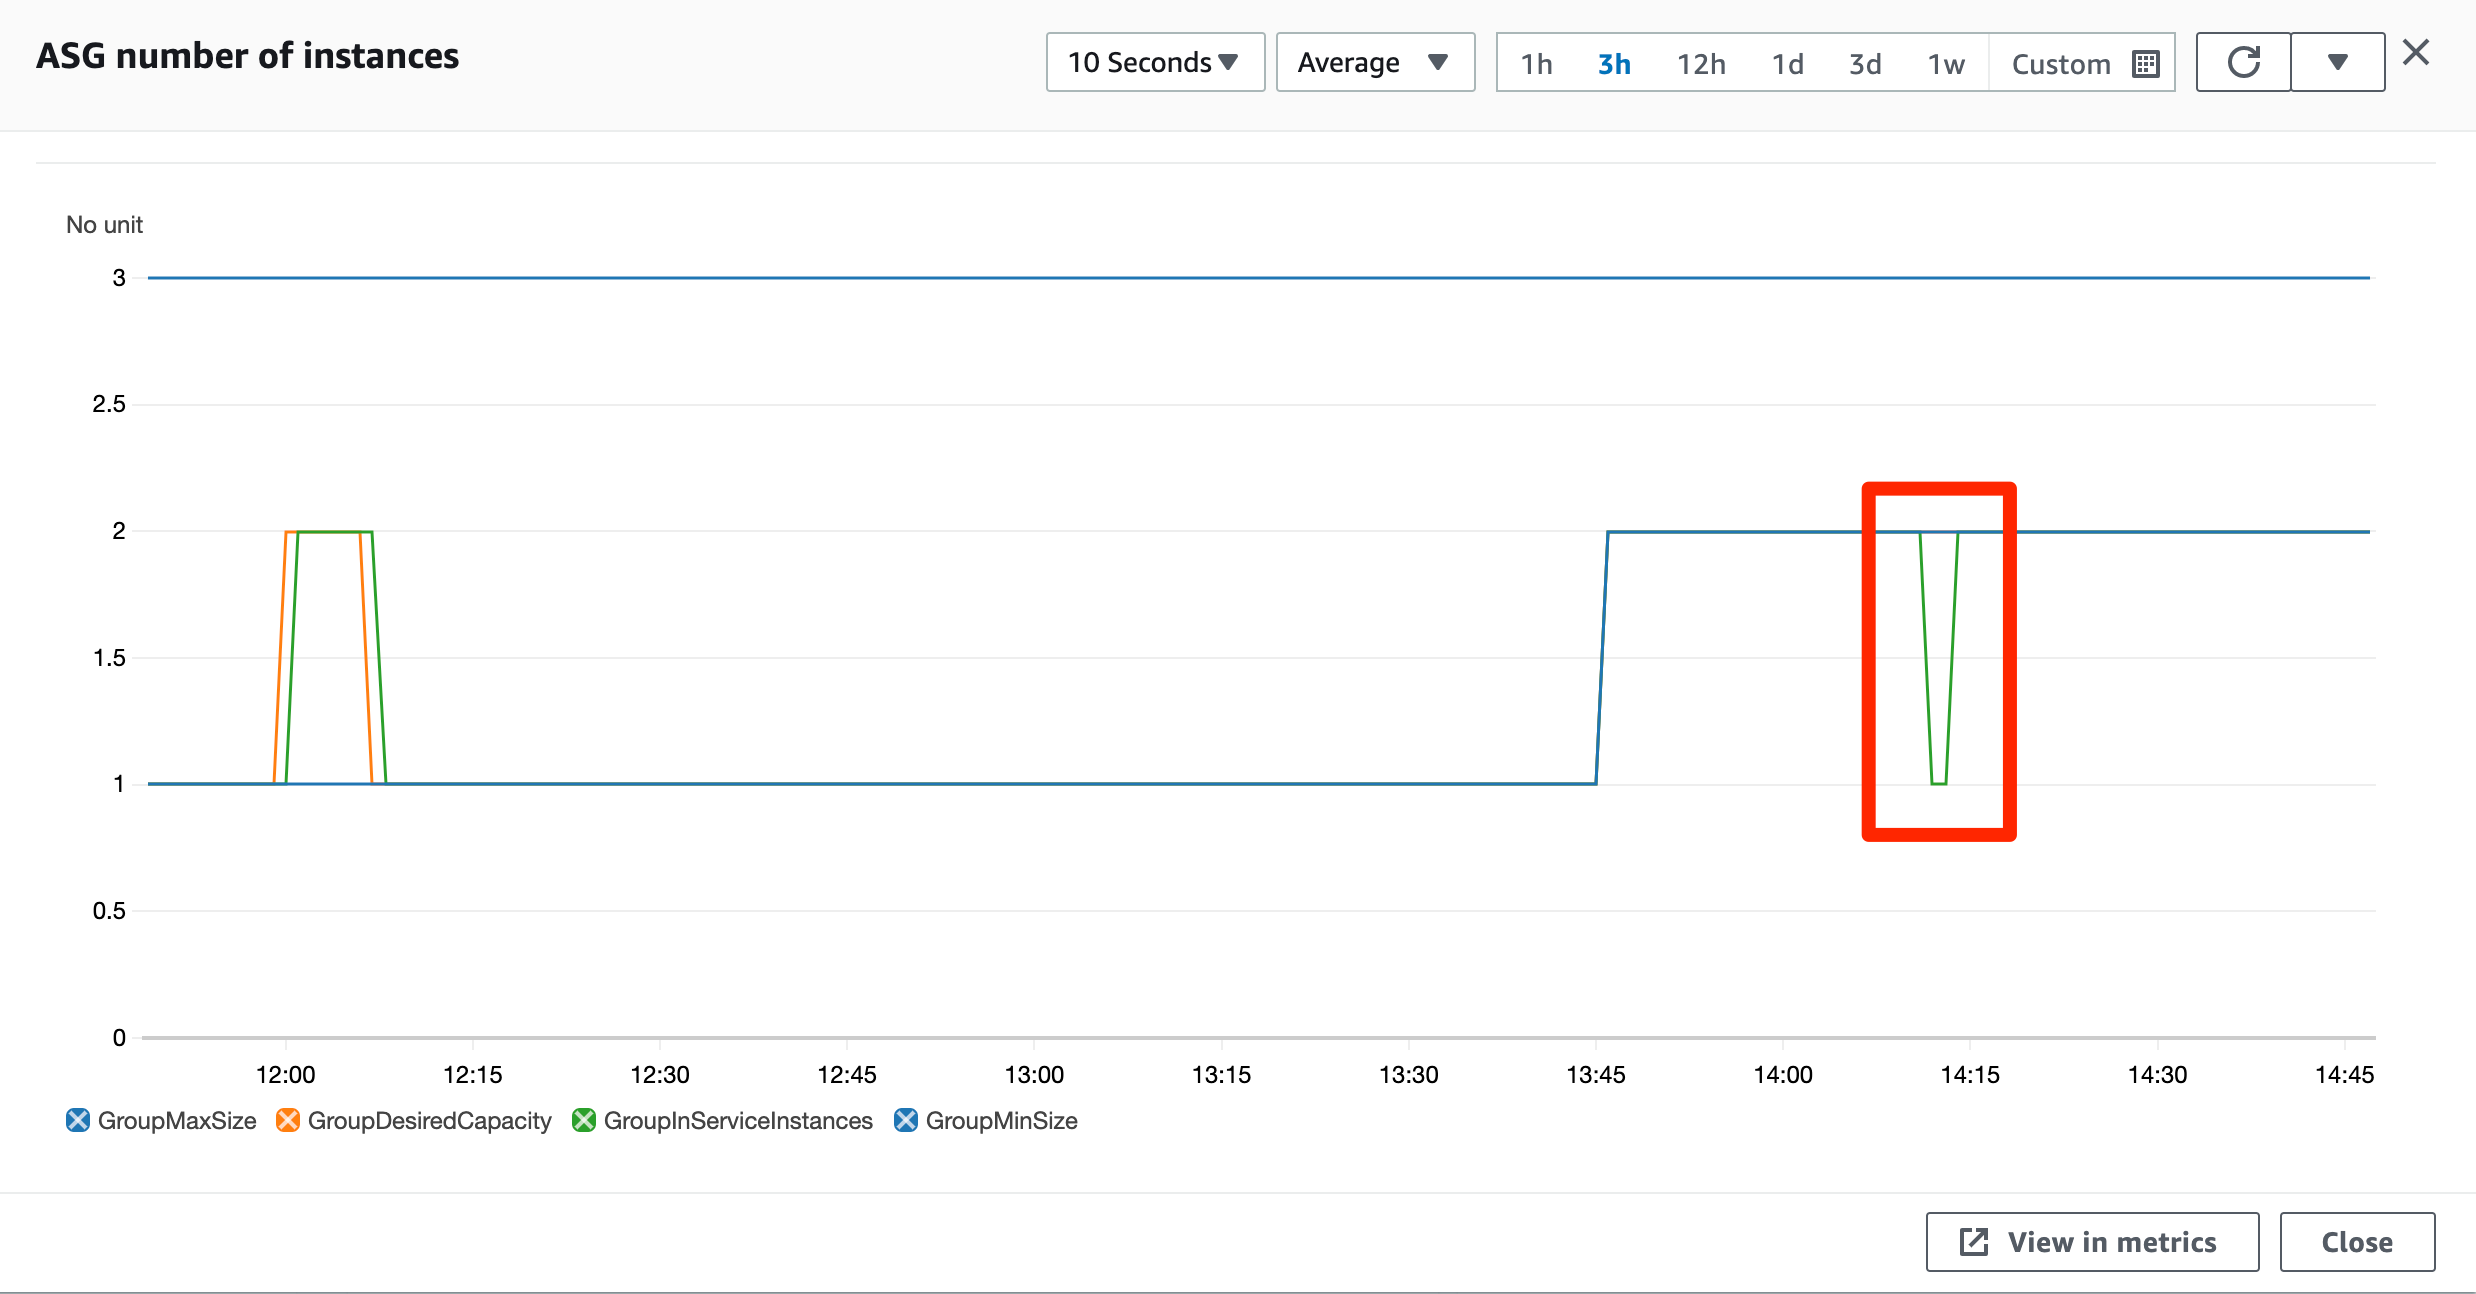 ASG number of instances
10 Seconds Average 1h 3h 12h 1d 3d 1w Custom
No unit
3
2.5
2
1.5
1
0.5
0
12:00 12:15 12:30 12:45 13:00 13:15 13:30 13:45 14:00 14:15 14:30 14:45
GroupMaxSize GroupDesiredCapacity GroupInServiceInstances GroupMinSize
View in metrics Close